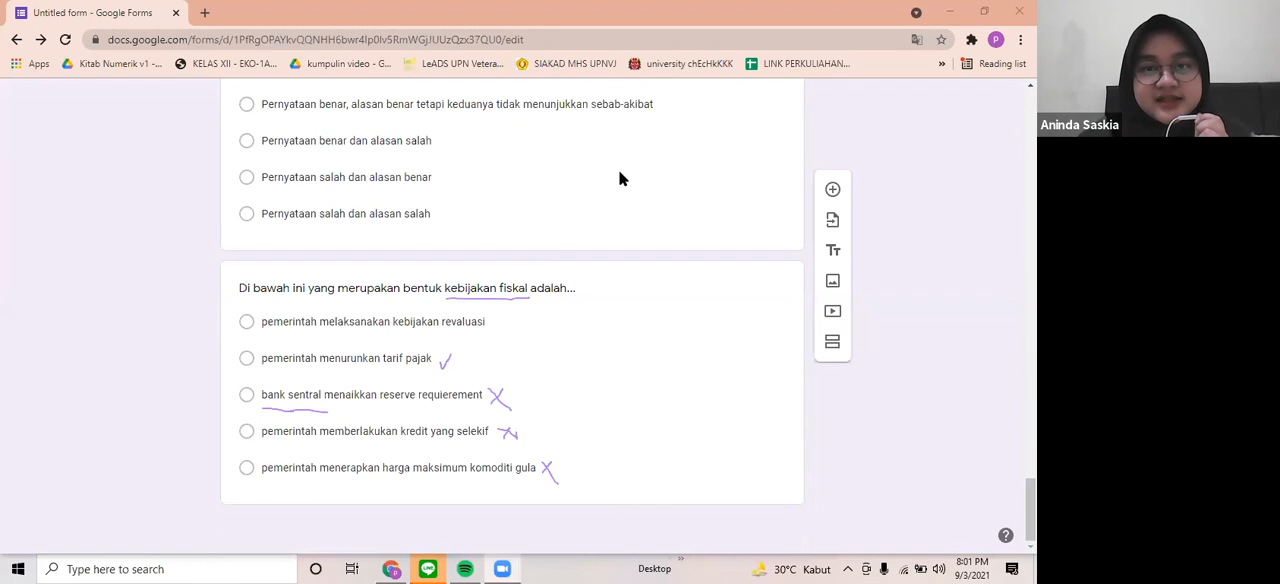 Untitled form - Google Forms
docs.google.com/forms/d/1PfRgOPAYkvQQNHH6bwr4Ip0lv5RmWGjJUUzQzx37QU0/edit
P
Apps
Kitab Numerik v1 -...
KELAS XII - EKO-1A...
kumpulin video - G...
LeADS UPN Vetera...
SIAKAD MHS UPNVJ
university chEcHkKKK
LINK PERKULIAHAN...
»
Reading list
Aninda Saskia
Pernyataan benar, alasan benar tetapi keduanya tidak menunjukkan sebab-akibat
Pernyataan benar dan alasan salah
Pernyataan salah dan alasan benar
Pernyataan salah dan alasan salah
Di bawah ini yang merupakan bentuk kebijakan fiskal adalah...
pemerintah melaksanakan kebijakan revaluasi
pemerintah menurunkan tarif pajak
bank sentral menaikkan reserve requierement
pemerintah memberlakukan kredit yang selekif
pemerintah menerapkan harga maksimum komoditi gula
Type here to search
Desktop
»
30°C Kabut
8:01 PM
9/3/2021